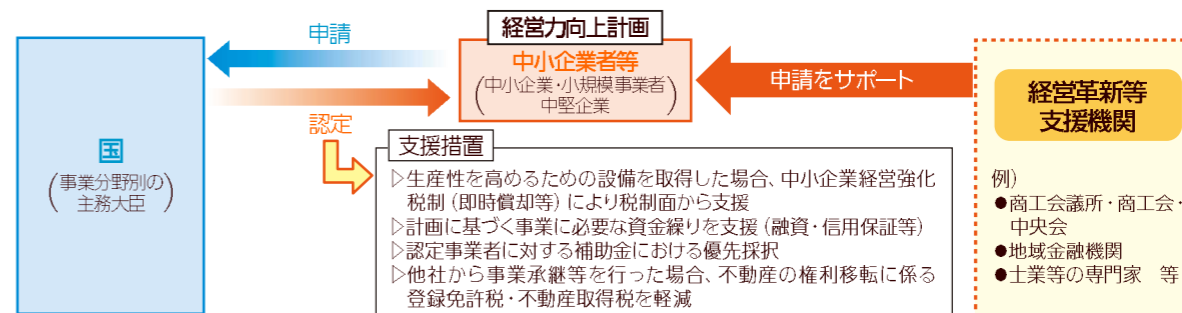 申請
認定
国
(事業分野別の
主務大臣)
経営力向上計画
中小企業者等
(中小企業・小規模事業者
中堅企業)
申請をサポート
支援措置
▷生産性を高めるための設備を取得した場合、中小企業経営強化
税制(即時償却等)により税制面から支援
▷計画に基づく事業に必要な資金繰りを支援(融資・信用保証等)
▷認定事業者に対する補助金における優先採択
▷他社から事業承継等を行った場合、不動産の権利移転に係る
登録免許税・不動産取得税を軽減
経営革新等
支援機関
例)
●商工会議所・商工会・
中央会
●地域金融機関
●士業等の専門家 等